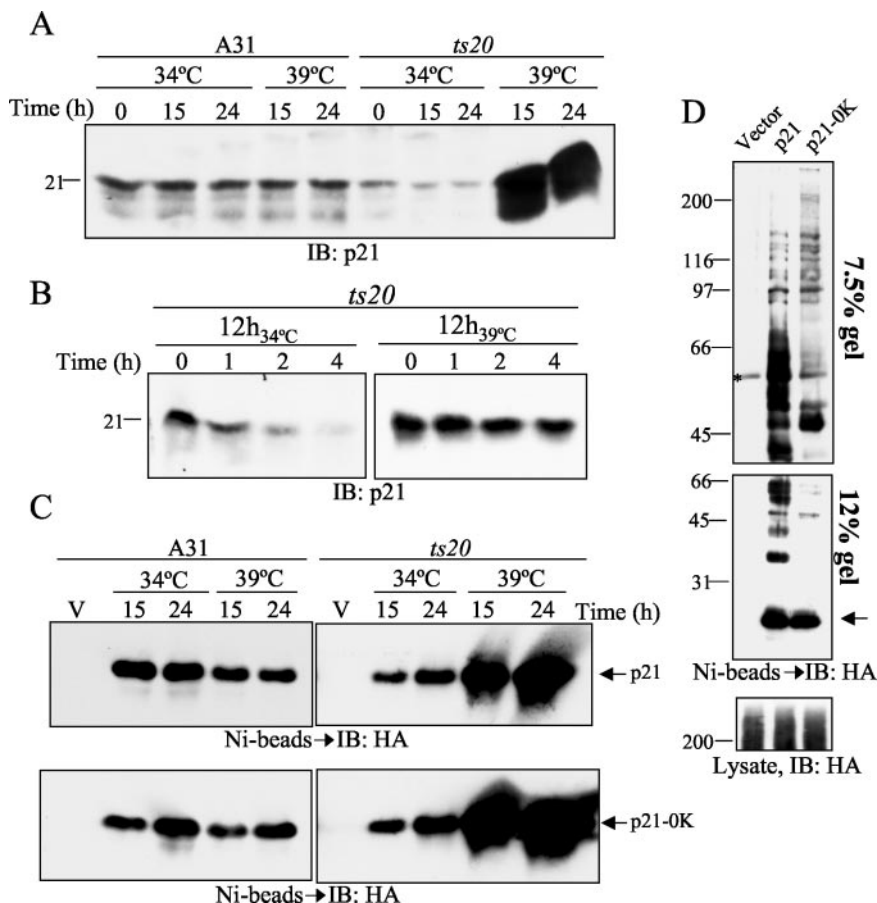 A
A31 ts20
34ºC 39ºC 34ºC 39ºC
Time (h) 0 15 24 15 24 0 15 24 15 24
21
IB: p21
B
ts20
12h34ºC 12h39ºC
Time (h) 0 1 2 4 0 1 2 4
21
IB: p21
C
A31 ts20
34ºC 39ºC 34ºC 39ºC
V 15 24 15 24 V 15 24 15 24 Time (h)
p21
Ni-beads→IB: HA
p21-0K
Ni-beads→IB: HA
D
Vector p21 p21-0K
200
116
97
66
*
45
7.5% gel
66
45
31
12% gel
Ni-beads→IB: HA
200
Lysate, IB: HA